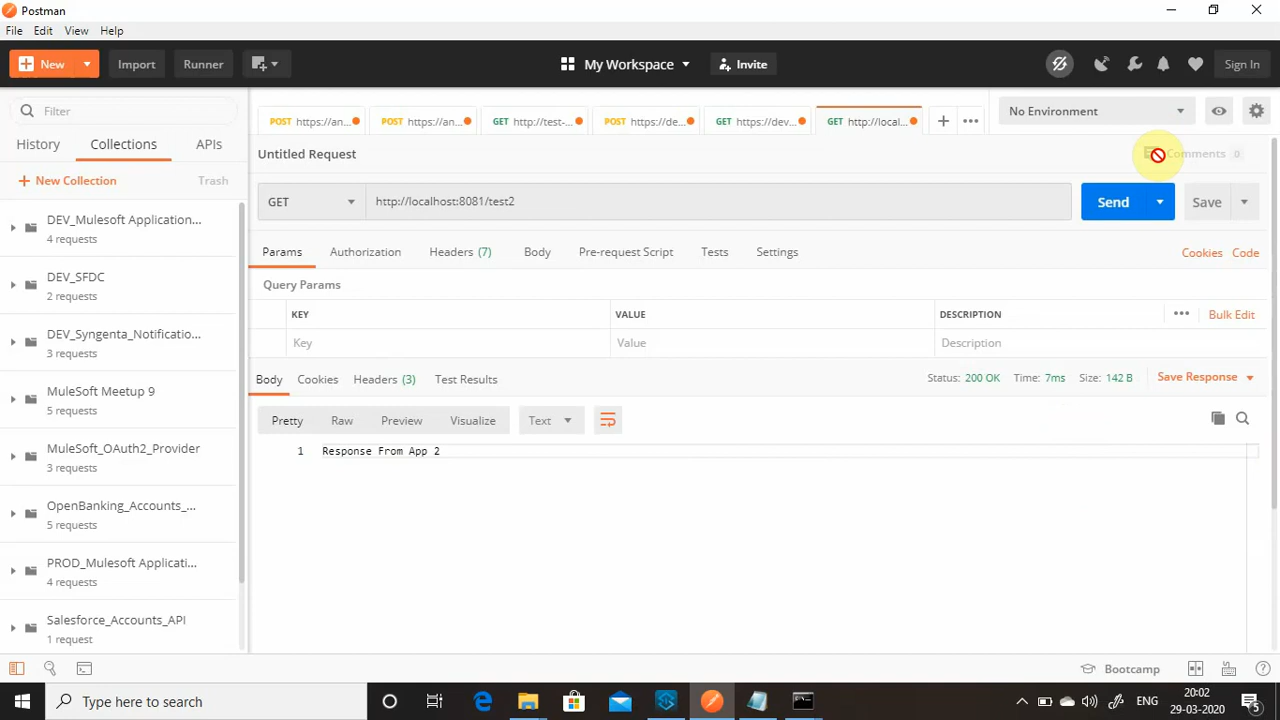 Postman
File Edit View Help
New Import Runner My Workspace Invite Sign In
Filter
History Collections APIs
New Collection Trash
DEV_Mulesoft Application...
4 requests
DEV_SFDC
2 requests
DEV_Syngenta_Notificatio...
3 requests
MuleSoft Meetup 9
5 requests
MuleSoft_OAuth2_Provider
3 requests
OpenBanking_Accounts_...
5 requests
PROD_Mulesoft Applicati...
4 requests
Salesforce_Accounts_API
1 request
POST https://an... POST https://an... GET http://test-... POST https://de... GET https://dev... GET http://local... No Environment
Untitled Request Comments 0
GET http://localhost:8081/test2 Send Save
Params Authorization Headers (7) Body Pre-request Script Tests Settings Cookies Code
Query Params
KEY VALUE DESCRIPTION Bulk Edit
Key Value Description
Body Cookies Headers (3) Test Results Status: 200 OK Time: 7ms Size: 142 B Save Response
Pretty Raw Preview Visualize Text
1 Response From App 2
Bootcamp
Type here to search
ENG
20:02
29-03-2020
5